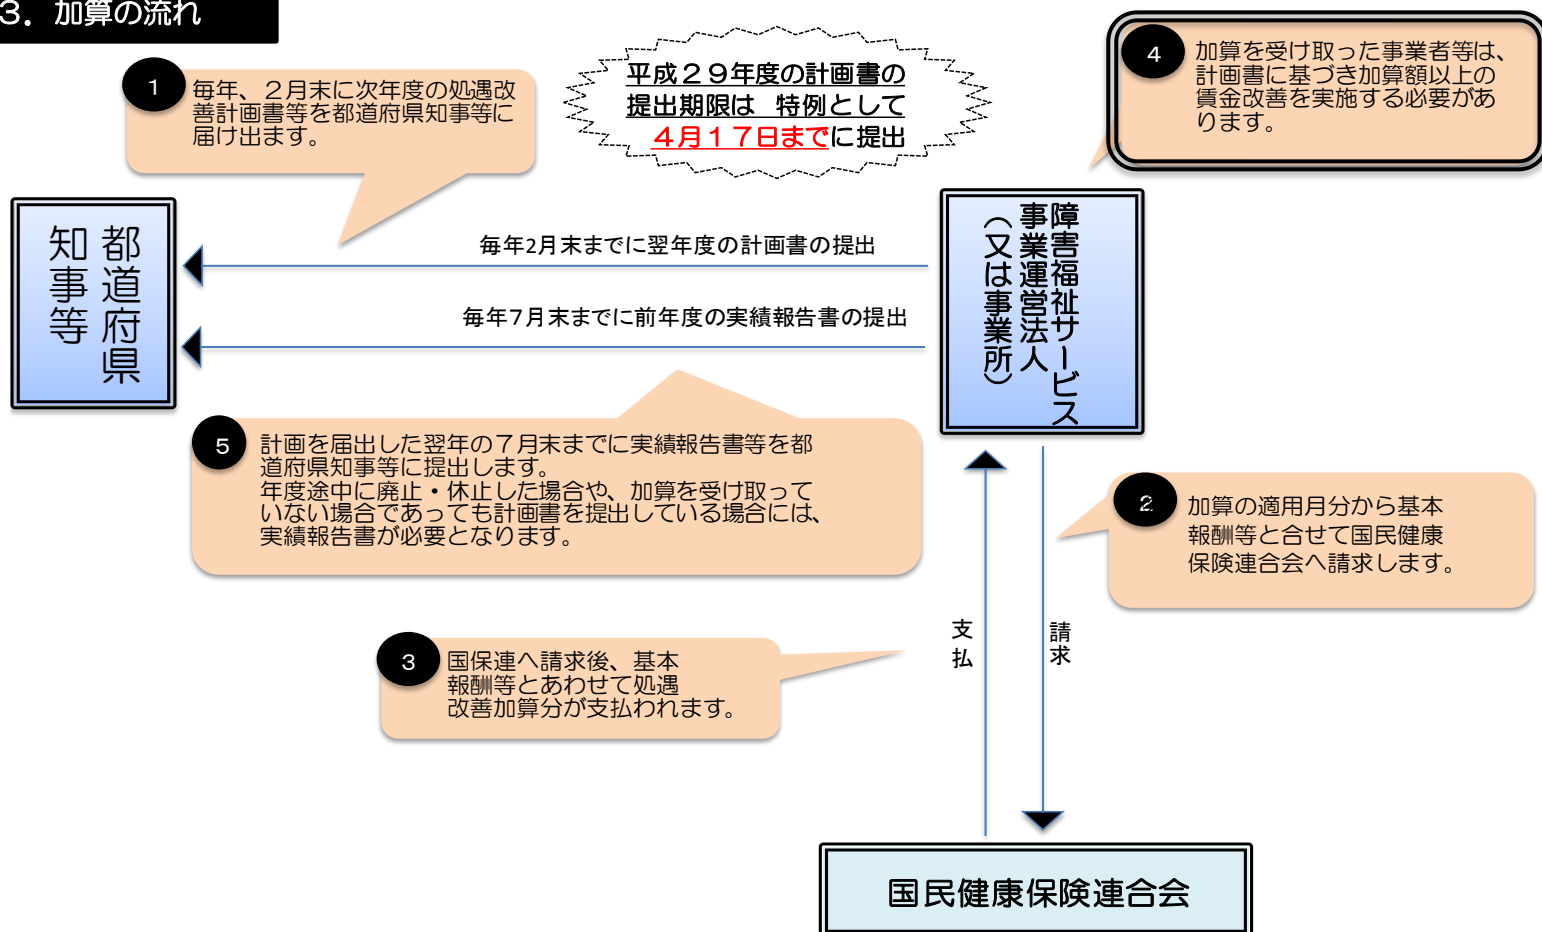 ３．加算の流れ
1
毎年、２月末に次年度の処遇改
善計画書等を都道府県知事等に
届け出ます。
平成２９年度の計画書の
提出期限は 特例として
４月１７日までに提出
4
加算を受け取った事業者等は、
計画書に基づき加算額以上の
賃金改善を実施する必要があ
ります。
都道府県
知事等
毎年2月末までに翌年度の計画書の提出
毎年7月末までに前年度の実績報告書の提出
障害福祉サービス
事業運営法人
（又は事業所）
5
計画を届出した翌年の７月末までに実績報告書等を都
道府県知事等に提出します。
年度途中に廃止・休止した場合や、加算を受け取って
いない場合であっても計画書を提出している場合には、
実績報告書が必要となります。
2
加算の適用月分から基本
報酬等と合せて国民健康
保険連合会へ請求します。
支払
請求
3
国保連へ請求後、基本
報酬等とあわせて処遇
改善加算分が支払われます。
国民健康保険連合会